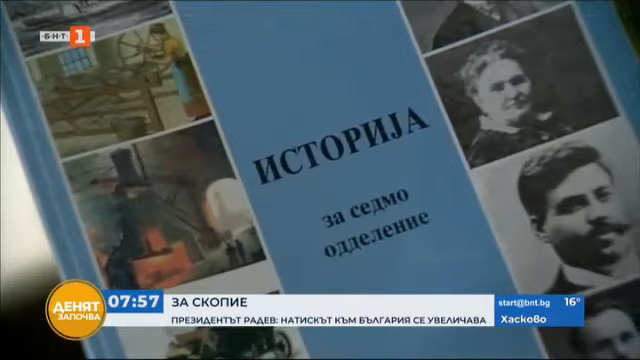 БНТ 1
ИСТОРИЈА
за седмо
одделение
ДЕНЯТ
ЗАПОЧВА
07:57
ЗА СКОПИЕ
ПРЕЗИДЕНТЪТ РАДЕВ: НАТИСКЪТ КЪМ БЪЛГАРИЯ СЕ УВЕЛИЧАВА
start@bnt.bg 16°
Хасково